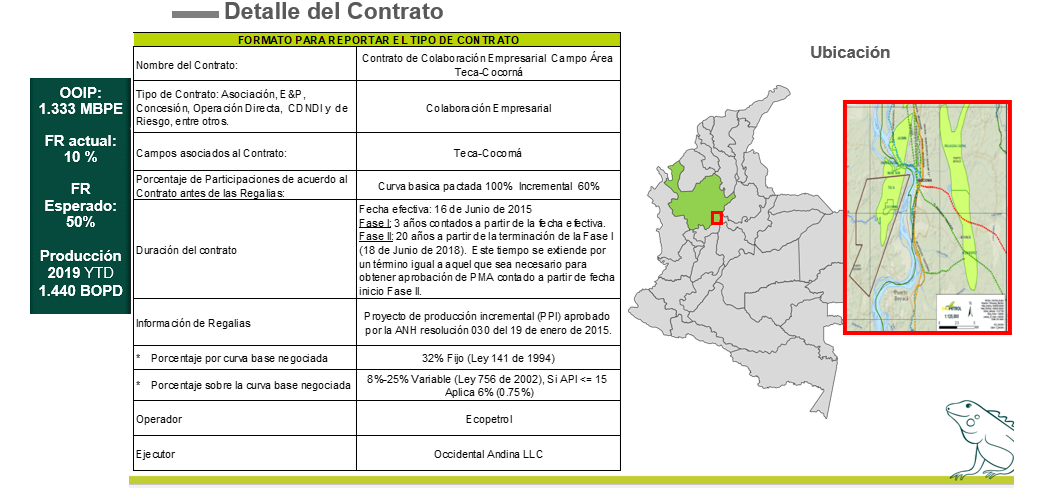 Detalle del Contrato
OOIP:
1.333 MBPE
FR actual:
10 %
FR
Esperado:
50%
Producción
2019 YTD
1.440 BOPD
FORMATO PARA REPORTAR EL TIPO DE CONTRATO
Nombre del Contrato:
Contrato de Colaboración Empresarial Campo Área
Teca-Cocorná
Tipo de Contrato: Asociación, E&P,
Concesión, Operación Directa, CDNDI y de
Riesgo, entre otros.
Colaboración Empresarial
Campos asociados al Contrato:
Teca-Cocorná
Porcentaje de Participaciones de acuerdo al
Contrato antes de las Regalias:
Curva basica pactada 100% Incremental 60%
Duración del contrato
Fecha efectiva: 16 de Junio de 2015
Fase I: 3 años contados a partir de la fecha efectiva.
Fase II: 20 años a partir de la terminación de la Fase I
(18 de Junio de 2018). Este tiempo se extiende por
un término igual a aquel que sea necesario para
obtener aprobación de PMA contado a partir de fecha
inicio Fase II.
Información de Regalias
Proyecto de producción incremental (PPI) aprobado
por la ANH resolución 030 del 19 de enero de 2015.
* Porcentaje por curva base negociada
32% Fijo (Ley 141 de 1994)
* Porcentaje sobre la curva base negociada
8%-25% Variable (Ley 756 de 2002), Si API <= 15
Aplica 6% (0.75%)
Operador
Ecopetrol
Ejecutor
Occidental Andina LLC
Ubicación
Puerto